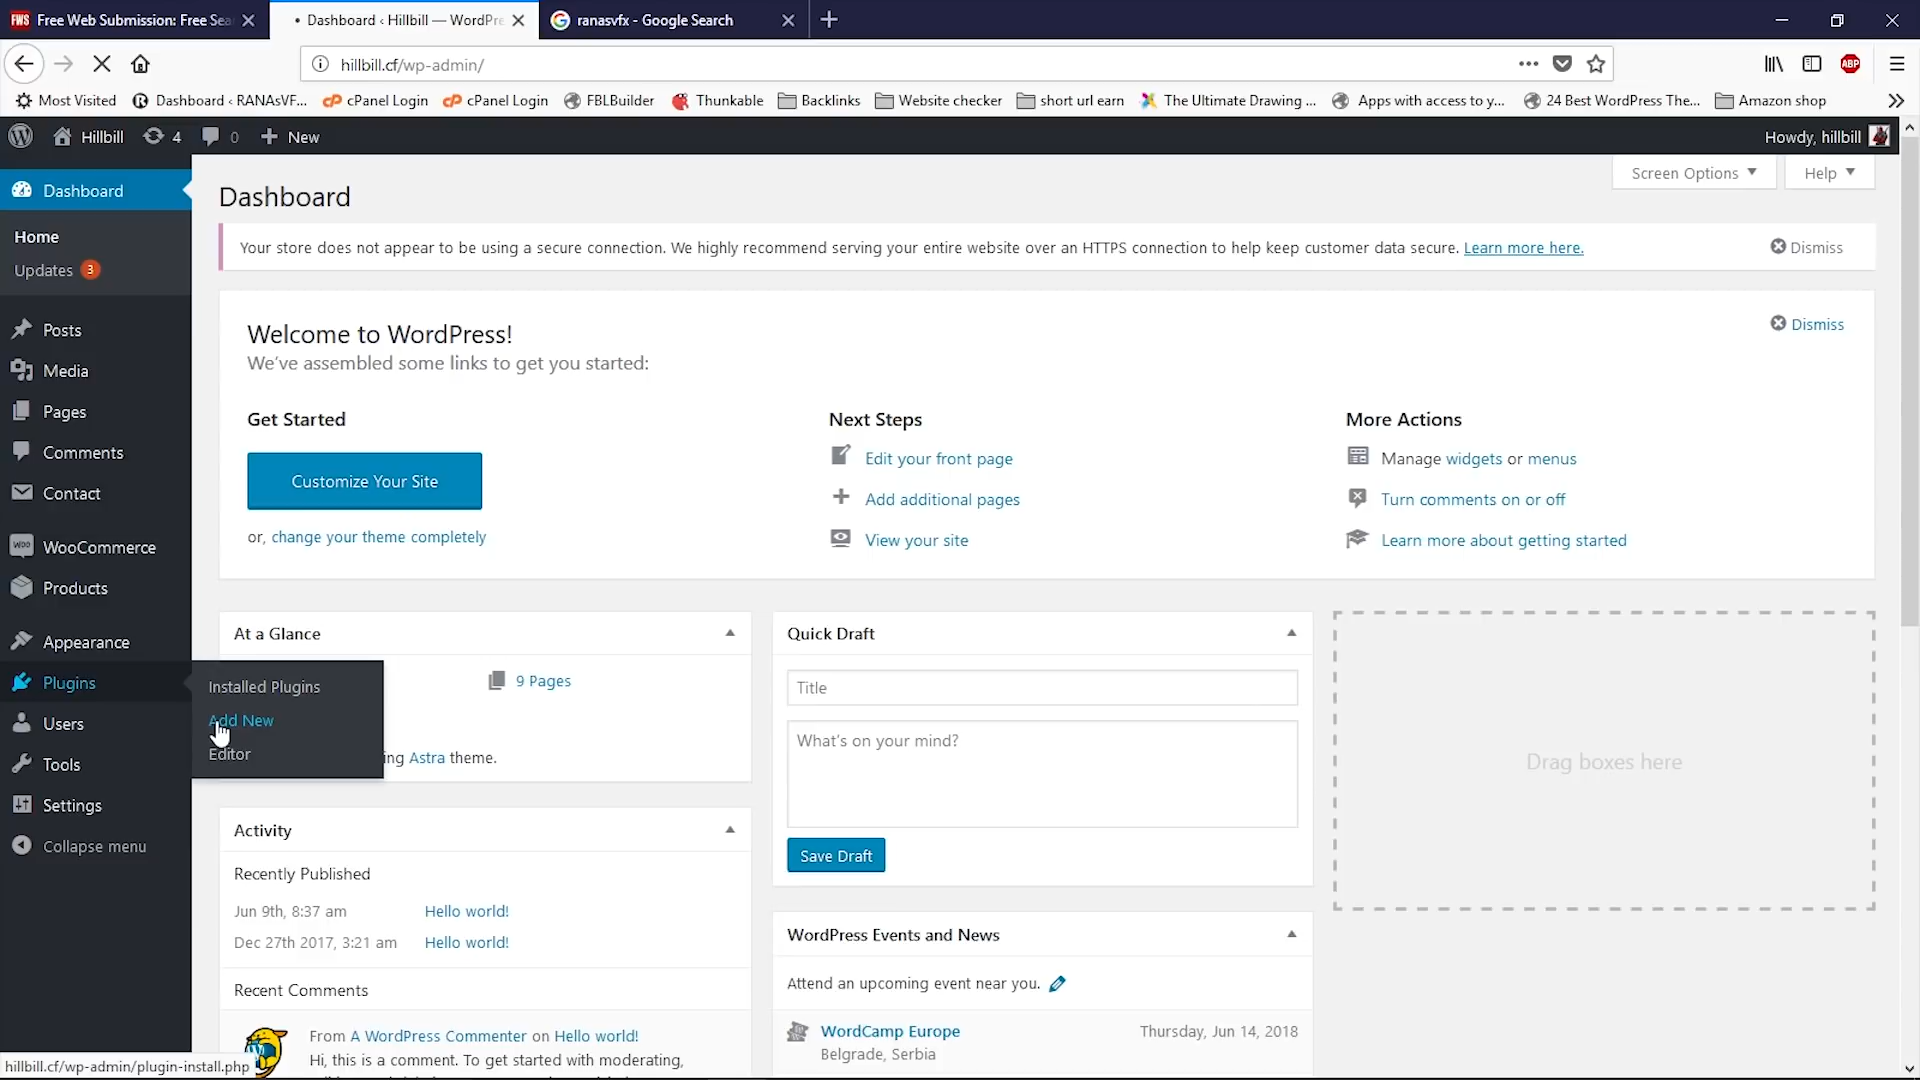 FWS Free Web Submission: Free Sea
• Dashboard ‹ Hillbill — WordPre
ranasvfx - Google Search
hillbill.cf/wp-admin/
ABP
Most Visited
Dashboard ‹ RANAsVF...
cPanel Login
cPanel Login
FBLBuilder
Thunkable
Backlinks
Website checker
short url earn
The Ultimate Drawing ...
Apps with access to y...
24 Best WordPress The...
Amazon shop
Hillbill
4
0
New
Howdy, hillbill
Screen Options
Help
Dashboard
Home
Updates 3
Posts
Media
Pages
Comments
Contact
WooCommerce
Products
Appearance
Plugins
Users
Tools
Settings
Collapse menu
Installed Plugins
Add New
Editor
Dashboard
Your store does not appear to be using a secure connection. We highly recommend serving your entire website over an HTTPS connection to help keep customer data secure. Learn more here.
Dismiss
Welcome to WordPress!
We've assembled some links to get you started:
Dismiss
Get Started
Customize Your Site
or, change your theme completely
Next Steps
Edit your front page
Add additional pages
View your site
More Actions
Manage widgets or menus
Turn comments on or off
Learn more about getting started
At a Glance
9 Pages
ing Astra theme.
Activity
Recently Published
Jun 9th, 8:37 am Hello world!
Dec 27th 2017, 3:21 am Hello world!
Recent Comments
From A WordPress Commenter on Hello world!
Hi, this is a comment. To get started with moderating,
Quick Draft
Title
What's on your mind?
Save Draft
WordPress Events and News
Attend an upcoming event near you.
WordCamp Europe
Thursday, Jun 14, 2018
Belgrade, Serbia
Drag boxes here
hillbill.cf/wp-admin/plugin-install.php